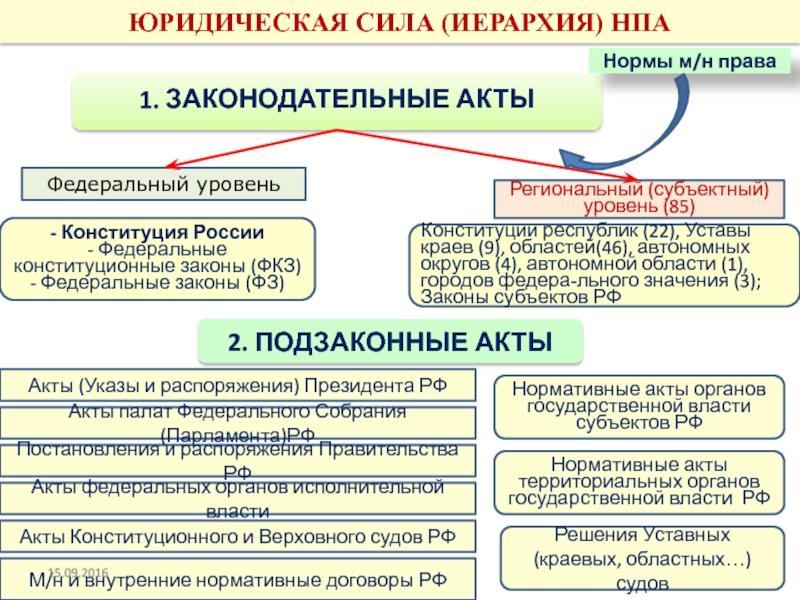 ЮРИДИЧЕСКАЯ СИЛА (ИЕРАРХИЯ) НПА
Нормы м/н права
1. ЗАКОНОДАТЕЛЬНЫЕ АКТЫ
Федеральный уровень
Региональный (субъектный)
уровень (85)
- Конституция России
- Федеральные
конституционные законы (ФКЗ)
- Федеральные законы (ФЗ)
Конституции республик (22), Уставы
краев (9), областей(46), автономных
округов (4), автономной области (1),
городов федера-льного значения (3);
Законы субъектов РФ
2. ПОДЗАКОННЫЕ АКТЫ
Акты (Указы и распоряжения) Президента РФ
Акты палат Федерального Собрания
(Парламента)РФ
Постановления и распоряжения Правительства
РФ
Акты федеральных органов исполнительной
власти
Акты Конституционного и Верховного судов РФ
М/н и внутренние нормативные договоры РФ
15.09.2016
Нормативные акты органов
государственной власти
субъектов РФ
Нормативные акты
территориальных органов
государственной власти РФ
Решения Уставных
(краевых, областных…)
судов